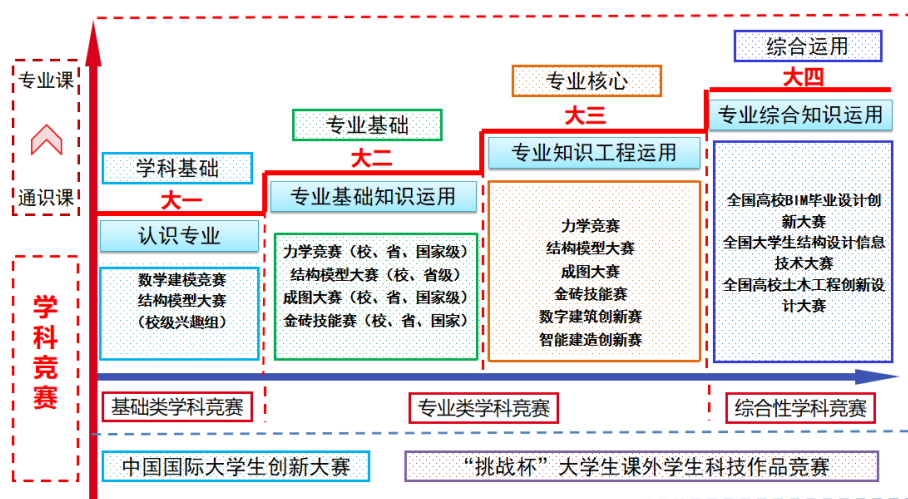 综合运用
大四
专业综合知识运用
专业核心
大三
专业知识工程运用
专业基础
大二
专业基础知识运用
学科基础
大一
认识专业
专业课
通识课
学科竞赛
数学建模竞赛
结构模型大赛
（校级兴趣组）
力学竞赛（校、省、国家级）
结构模型大赛（校、省级）
成图大赛（校、省、国家级）
金砖技能赛（校、省、国家）
力学竞赛
结构模型大赛
成图大赛
金砖技能赛
数字建筑创新赛
智能建造创新赛
全国高校BIM毕业设计创
新大赛
全国大学生结构设计信息
技术大赛
全国高校土木工程创新设
计大赛
基础类学科竞赛
专业类学科竞赛
综合性学科竞赛
中国国际大学生创新大赛
“挑战杯”大学生课外学生科技作品竞赛